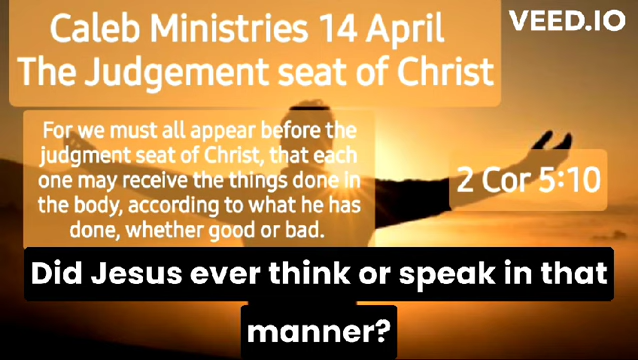 Caleb Ministries 14 April
VEED.IO
The Judgement seat of Christ
For we must all appear before the
judgment seat of Christ, that each
one may receive the things done in
the body, according to what he has
done, whether good or bad.
2 Cor 5:10
Did Jesus ever think or speak in that
manner?